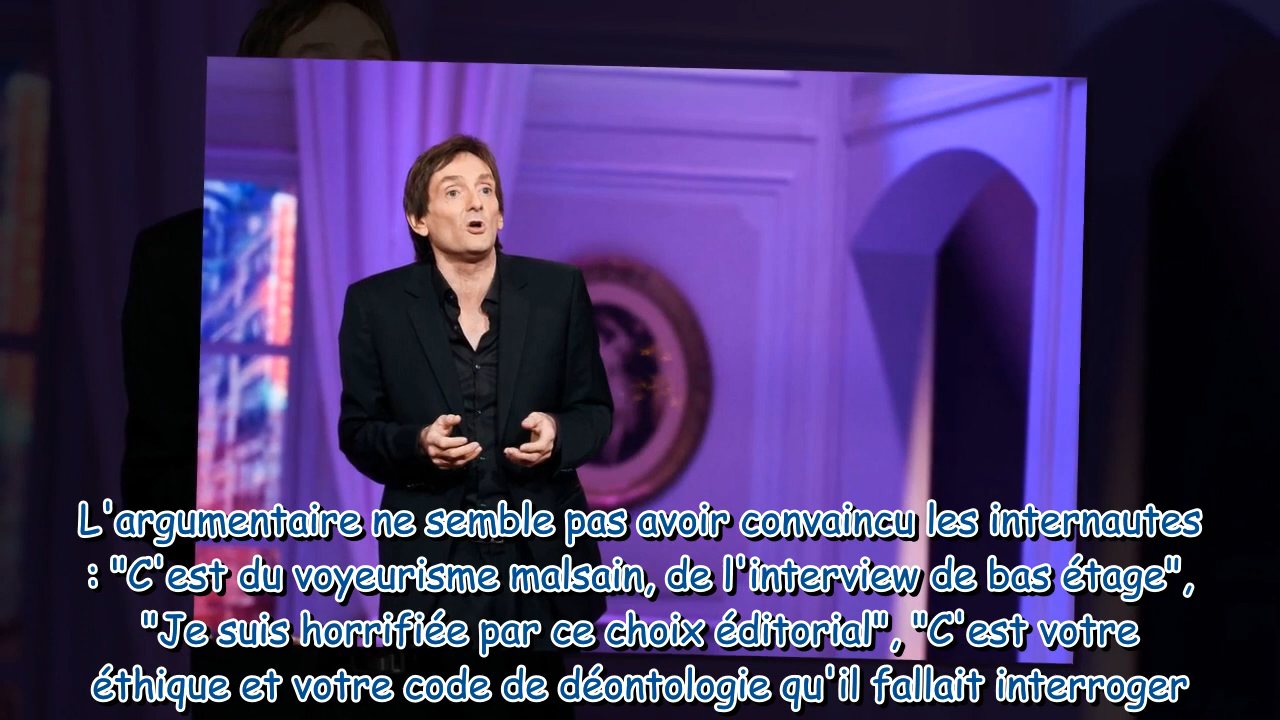 L'argumentaire ne semble pas avoir convaincu les internautes
: "C'est du voyeurisme malsain, de l'interview de bas étage",
"Je suis horrifiée par ce choix éditorial", "C'est votre
éthique et votre code de déontologie qu'il fallait interroger